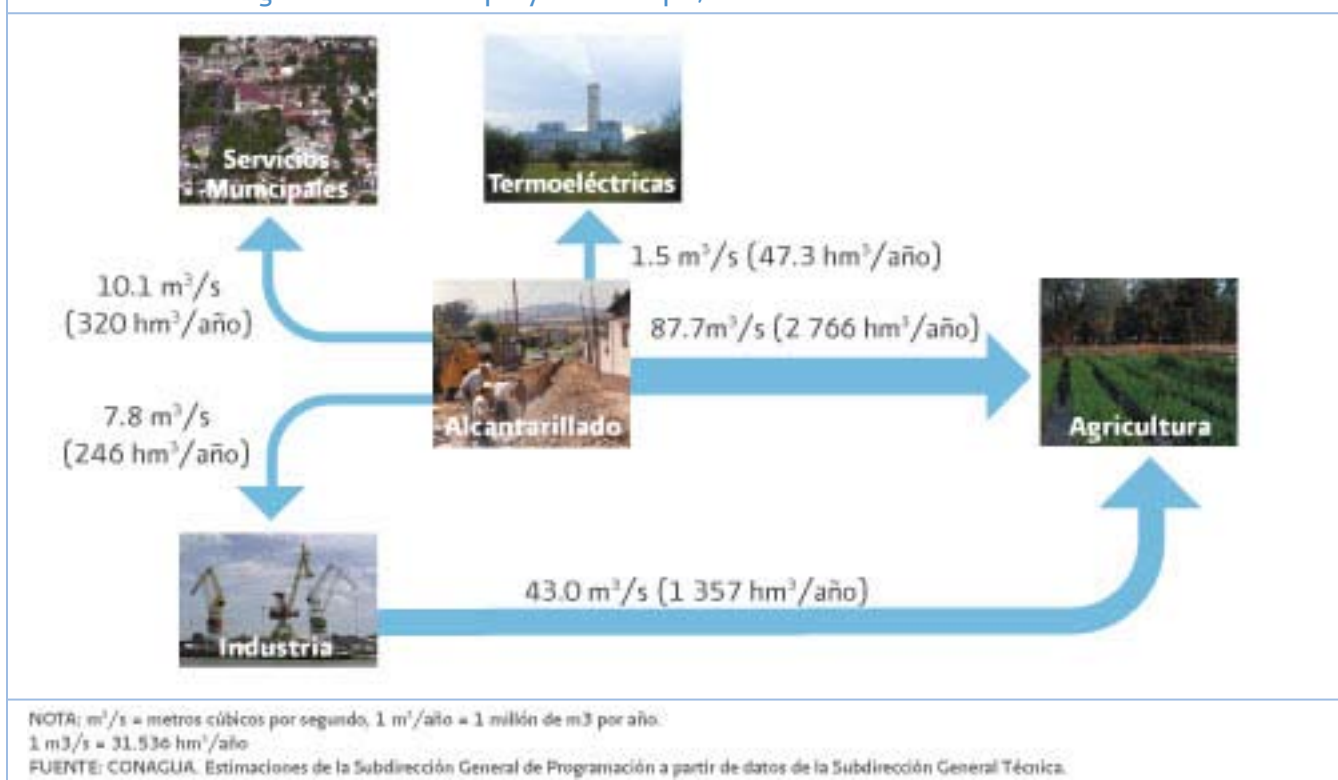 Servicios
Municipales
Termoeléctricas
1.5 m³/s (47.3 hm³/año)
10.1 m³/s
(320 hm³/año)
87.7m³/s (2 766 hm³/año)
7.8 m³/s
(246 hm³/año)
Alcantarillado
Agricultura
43.0 m³/s (1 357 hm³/año)
Industria
NOTA: m³/s = metros cúbicos por segundo, 1 m³/año = 1 millón de m3 por año.
1 m3/s = 31.536 hm³/año
FUENTE: CONAGUA. Estimaciones de la Subdirección General de Programación a partir de datos de la Subdirección General Técnica.